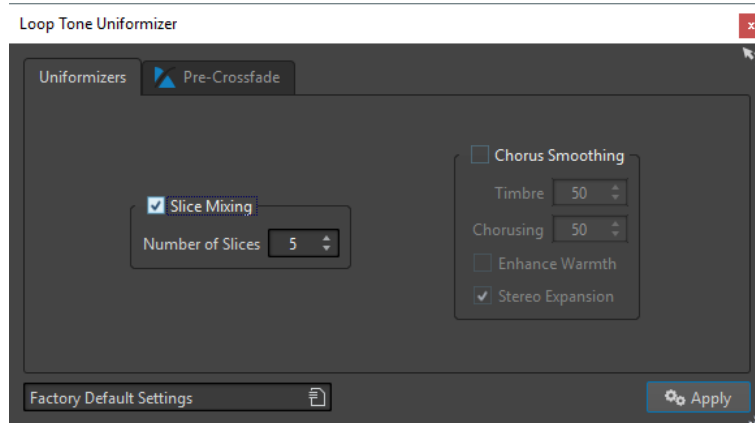 Loop Tone Uniformizer
x
Uniformizers
Pre-Crossfade
Slice Mixing
Number of Slices 5
Chorus Smoothing
Timbre 50
Chorusing 50
Enhance Warmth
Stereo Expansion
Factory Default Settings
Apply